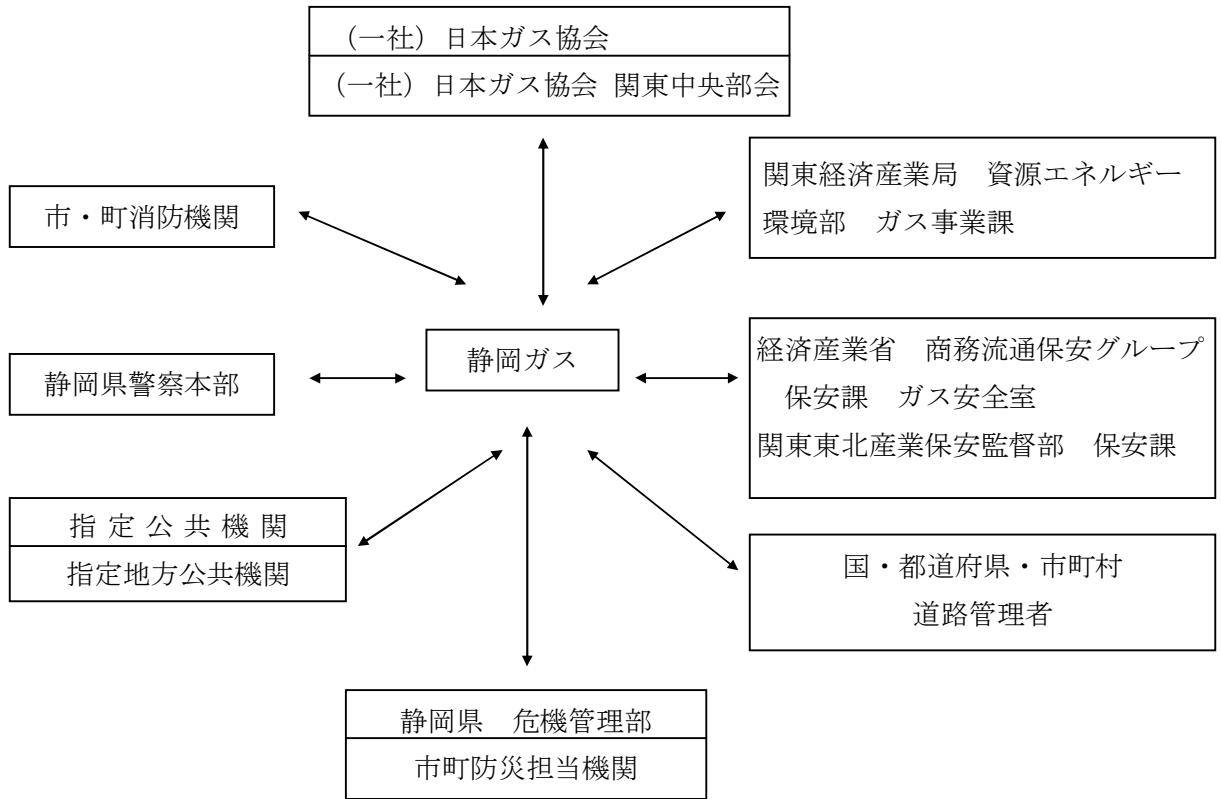 （一社）日本ガス協会
（一社）日本ガス協会 関東中央部会
関東経済産業局　資源エネルギー
環境部　ガス事業課
市・町消防機関
静岡ガス
経済産業省　商務流通保安グループ
保安課　ガス安全室
関東東北産業保安監督部　保安課
静岡県警察本部
指 定 公 共 機 関
指定地方公共機関
国・都道府県・市町村
道路管理者
静岡県　危機管理部
市町防災担当機関